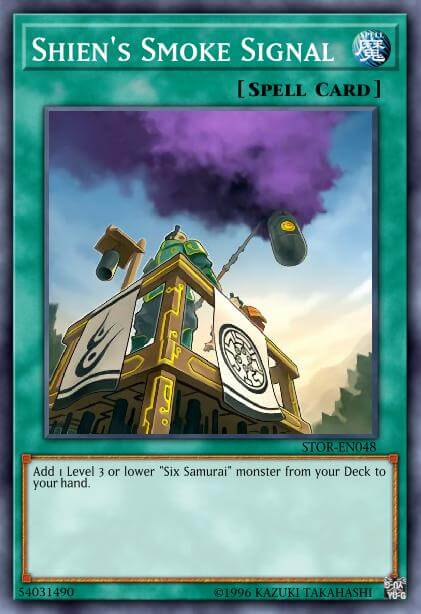 Shien's Smoke Signal
[Spell Card]
STOR-EN048
Add 1 Level 3 or lower "Six Samurai" monster from your Deck to
your hand.
54031490
©1996 KAZUKI TAKAHASHI